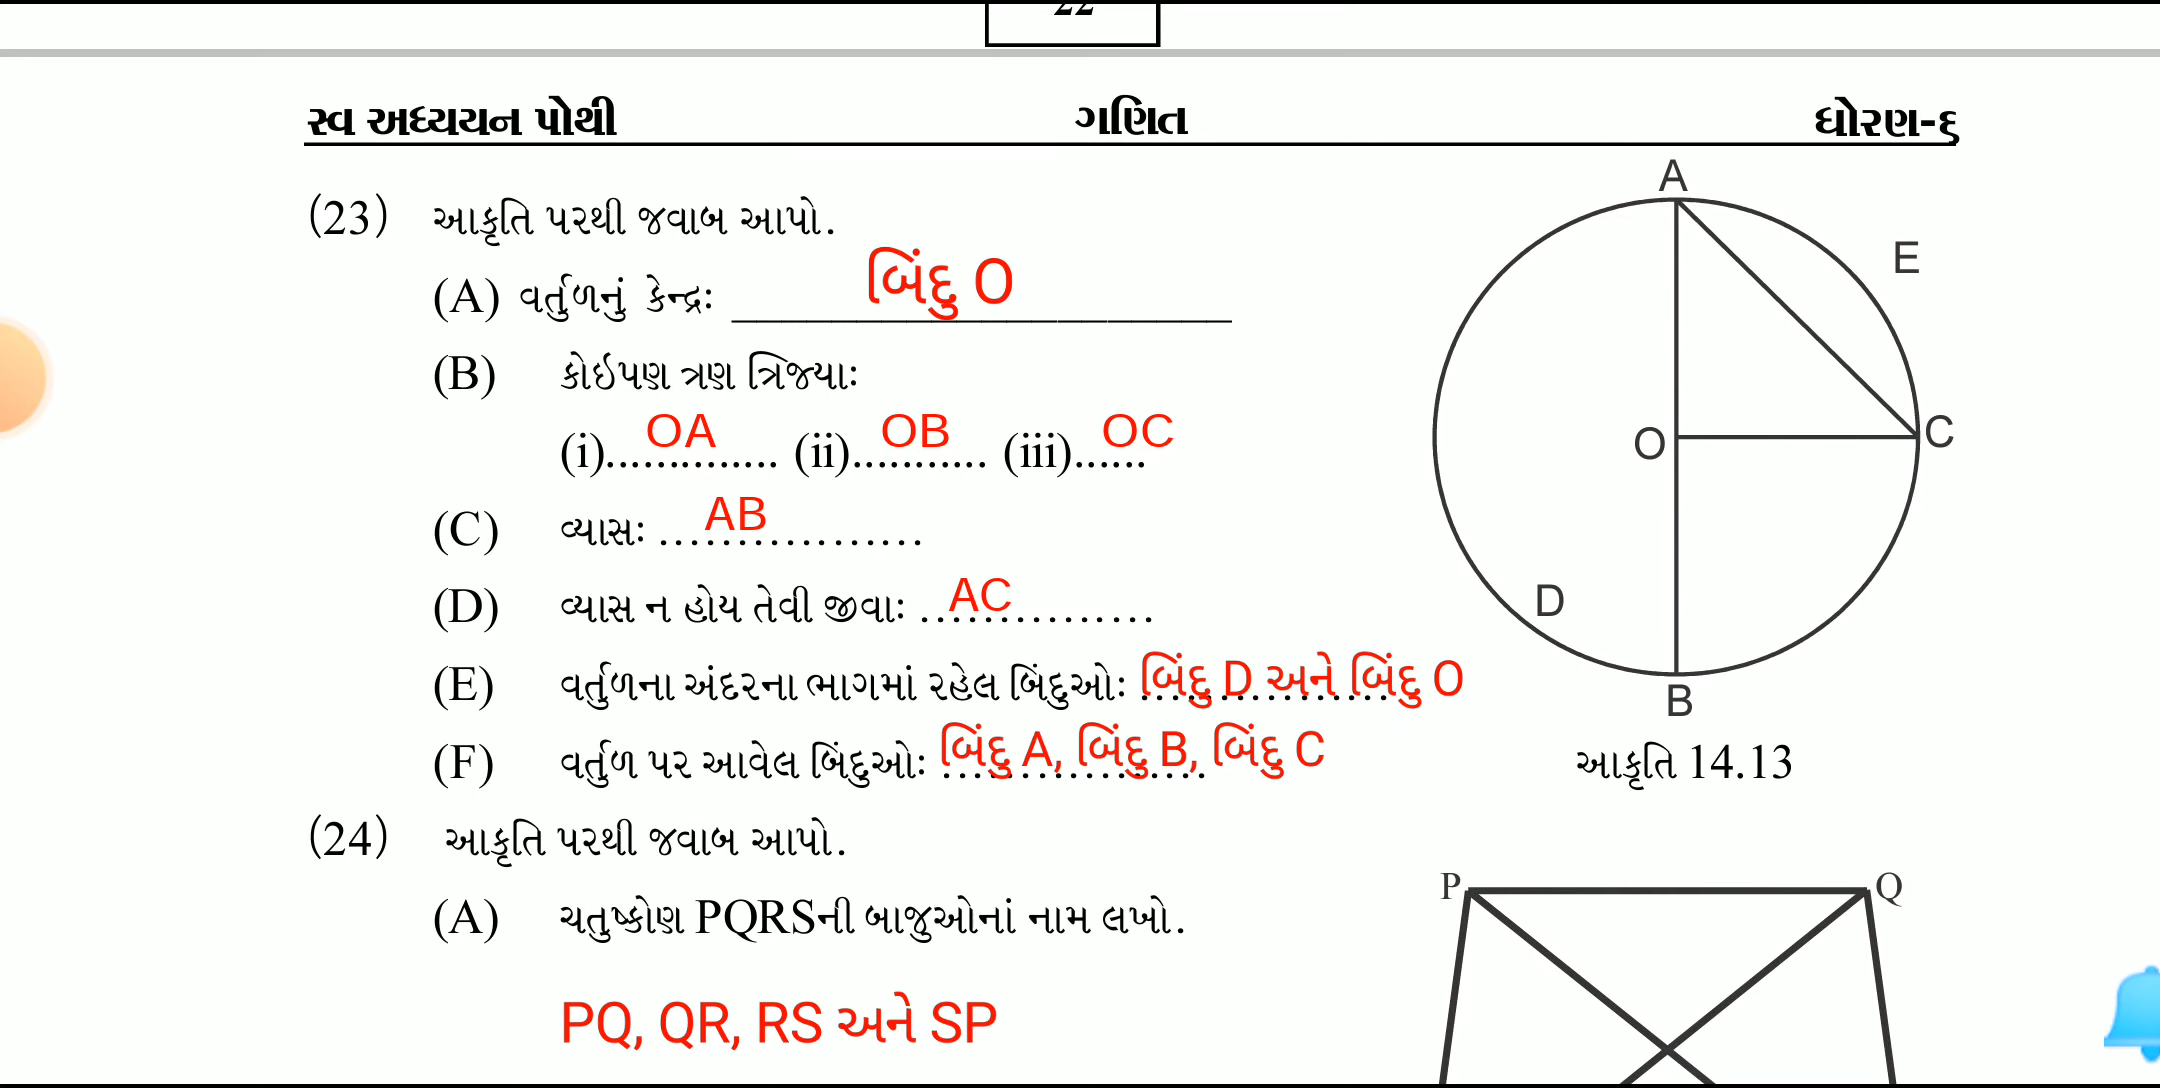 22
સ્વ અધ્યયન પોથી ગણિત ધોરણ-૬
(23) આકૃતિ પરથી જવાબ આપો.
(A) વર્તુળનું કેન્દ્રઃ ____________________ બિંદુ O
(B) કોઈપણ ત્રણ ત્રિજ્યાઃ
(i).............. OA (ii)........... OB (iii)...... OC
(C) વ્યાસઃ ................. AB
(D) વ્યાસ ન હોય તેવી જીવાઃ ............... AC
(E) વર્તુળના અંદરના ભાગમાં રહેલ બિંદુઓઃ ................ બિંદુ D અને બિંદુ O
(F) વર્તુળ પર આવેલ બિંદુઓઃ ................. બિંદુ A, બિંદુ B, બિંદુ C
A
E
O
C
D
B
આકૃતિ 14.13
(24) આકૃતિ પરથી જવાબ આપો.
(A) ચતુષ્કોણ PQRSની બાજુઓનાં નામ લખો.
PQ, QR, RS અને SP
P Q